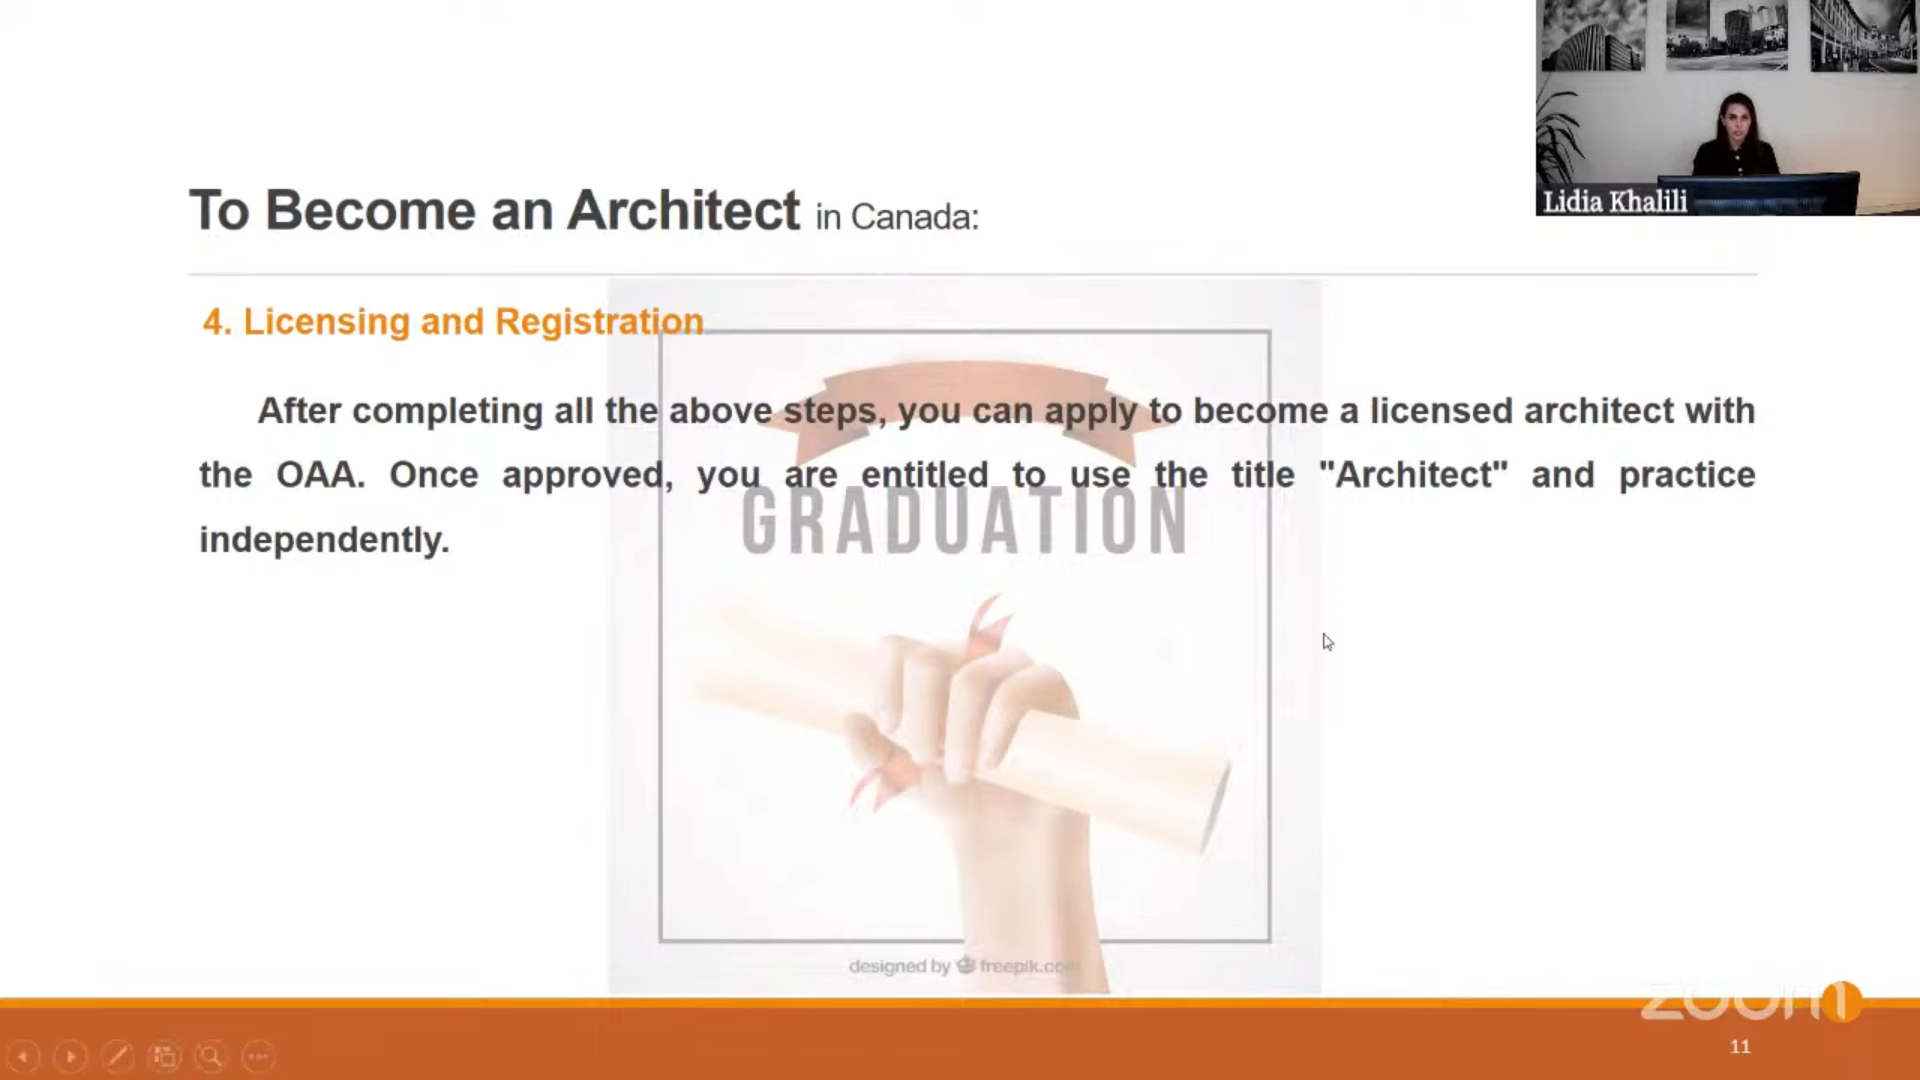 Lidia Khalili
To Become an Architect in Canada:
4. Licensing and Registration
After completing all the above steps, you can apply to become a licensed architect with
the OAA. Once approved, you are entitled to use the title "Architect" and practice
independently.
GRADUATION
designed by freepik.com
zoom
11